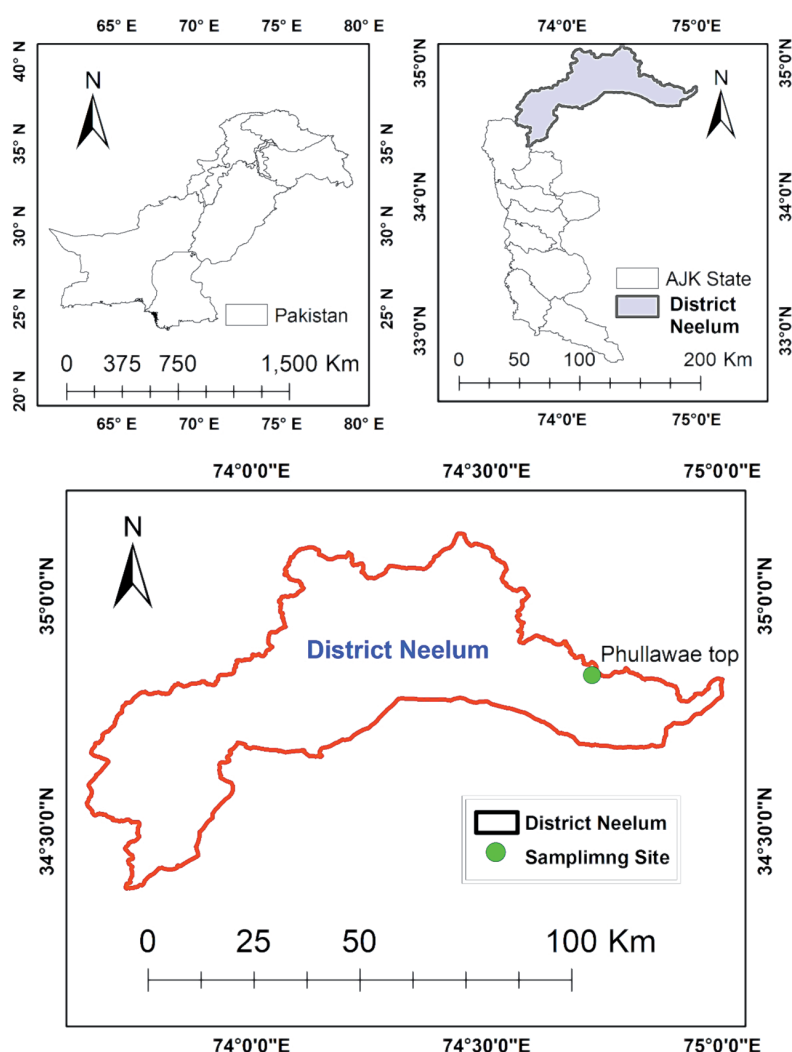 65° E 70° E 75° E 80° E
40° N
35° N
30° N
25° N
20° N
N
35° N
30° N
25° N
Pakistan
0 375 750 1,500 Km
65° E 70° E 75° E 80° E
74°0'E 75°0'E
35°0'N
34°0'N
33°0'N
N
35°0'N
34°0'N
33°0'N
AJK State
District
Neelum
0 50 100 200 Km
74°0'E 75°0'E
74°0'0"E 74°30'0"E 75°0'0"E
N
35°0'0"N
34°30'0"N
35°0'0"N
34°30'0"N
District Neelum
Phullawae top
District Neelum
Samplimng Site
0 25 50 100 Km
74°0'0"E 74°30'0"E 75°0'0"E